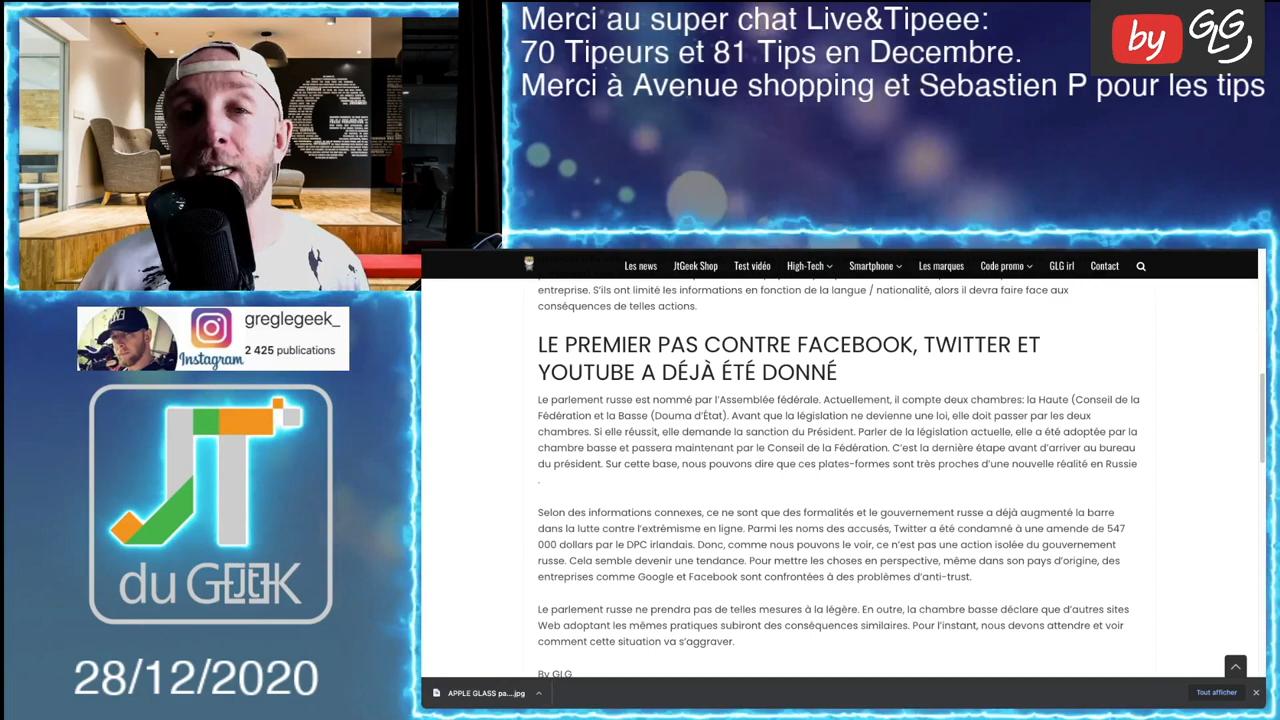 Merci au super chat Live&Tipeee:
70 Tipeurs et 81 Tips en Decembre.
Merci à Avenue shopping et Sebastien P pour les tips
by GLG
greglegeek_
2 425 publications
Instagram
JT
du GEEK
28/12/2020
Les news JtGeek Shop Test vidéo High-Tech Smartphone Les marques Code promo GLG irl Contact
entreprise. S’ils ont limité les informations en fonction de la langue / nationalité, alors il devra faire face aux
conséquences de telles actions.
LE PREMIER PAS CONTRE FACEBOOK, TWITTER ET
YOUTUBE A DÉJÀ ÉTÉ DONNÉ
Le parlement russe est nommé par l’Assemblée fédérale. Actuellement, il compte deux chambres: la Haute (Conseil de la
Fédération et la Basse (Douma d’État). Avant que la législation ne devienne une loi, elle doit passer par les deux
chambres. Si elle réussit, elle demande la sanction du Président. Parler de la législation actuelle, elle a été adoptée par la
chambre basse et passera maintenant par le Conseil de la Fédération. C’est la dernière étape avant d’arriver au bureau
du président. Sur cette base, nous pouvons dire que ces plates-formes sont très proches d’une nouvelle réalité en Russie
.
Selon des informations connexes, ce ne sont que des formalités et le gouvernement russe a déjà augmenté la barre
dans la lutte contre l’extrémisme en ligne. Parmi les noms des accusés, Twitter a été condamné à une amende de 547
000 dollars par le DPC irlandais. Donc, comme nous pouvons le voir, ce n’est pas une action isolée du gouvernement
russe. Cela semble devenir une tendance. Pour mettre les choses en perspective, même dans son pays d’origine, des
entreprises comme Google et Facebook sont confrontées à des problèmes d’anti-trust.
Le parlement russe ne prendra pas de telles mesures à la légère. En outre, la chambre basse déclare que d’autres sites
Web adoptant les mêmes pratiques subiront des conséquences similaires. Pour l’instant, nous devons attendre et voir
comment cette situation va s’aggraver.
By GLG
APPLE GLASS pa....jpg
Tout afficher